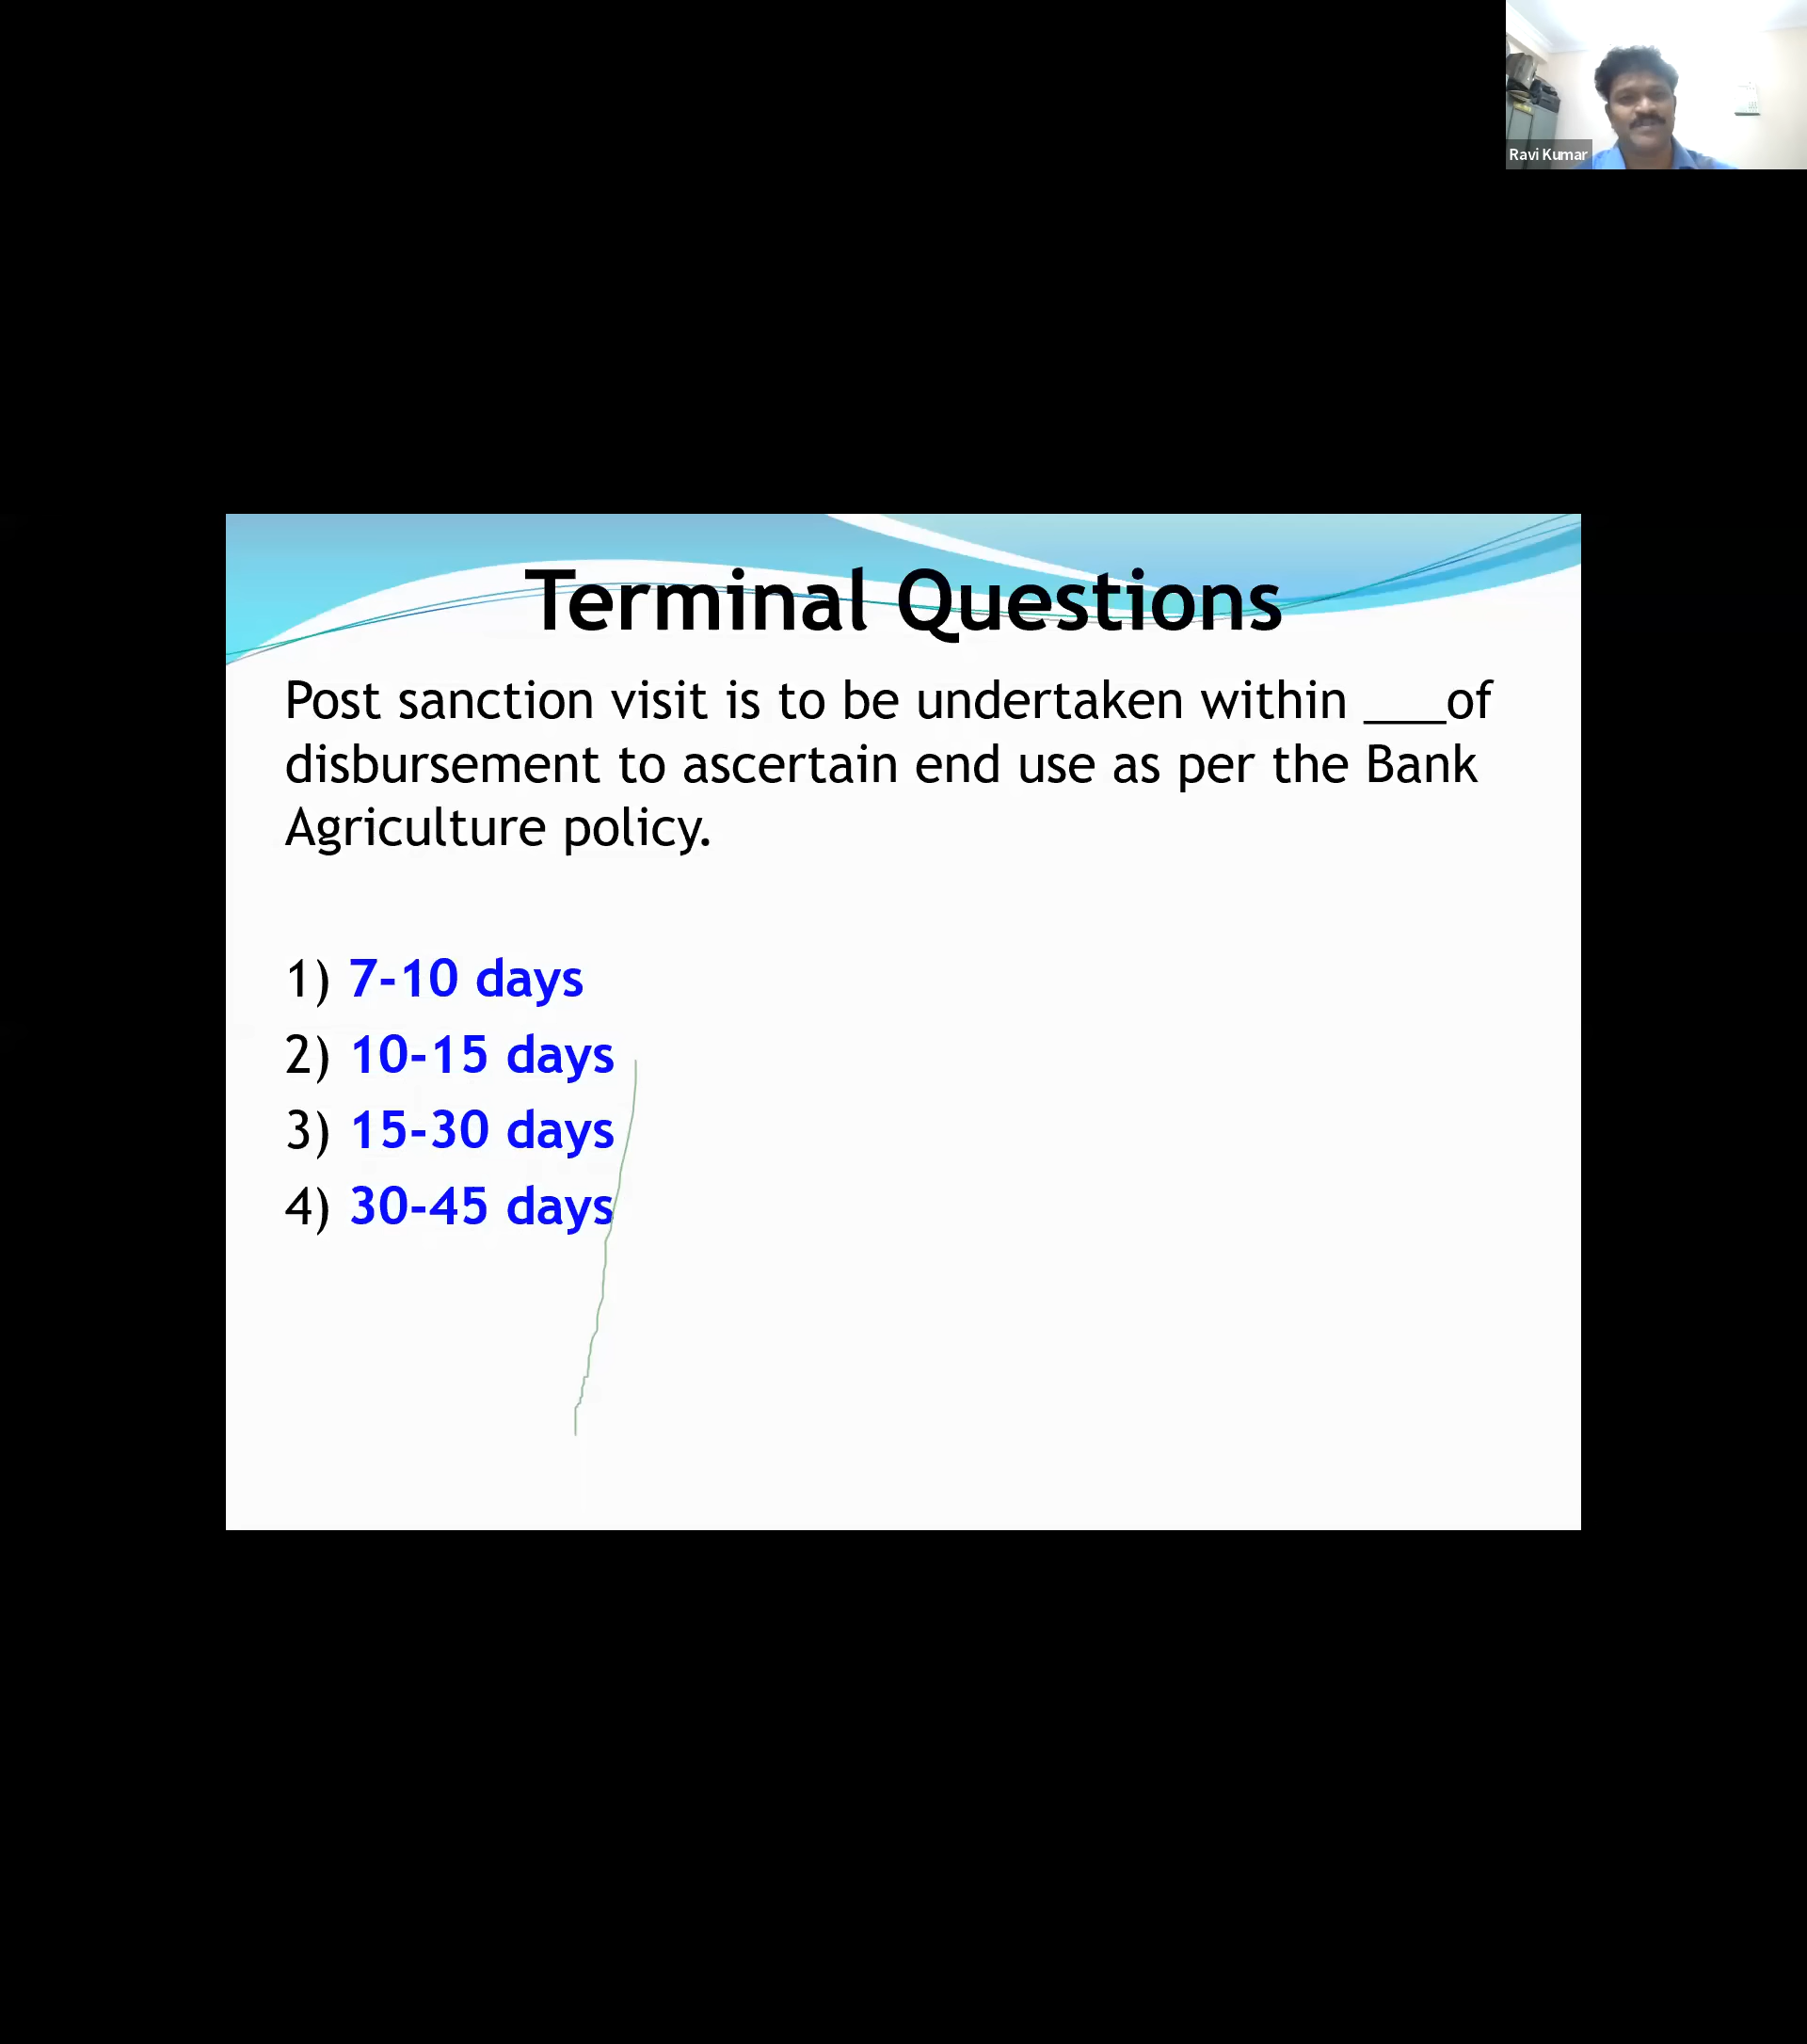 Ravi Kumar
Terminal Questions
Post sanction visit is to be undertaken within ___of
disbursement to ascertain end use as per the Bank
Agriculture policy.
1) 7-10 days
2) 10-15 days
3) 15-30 days
4) 30-45 days